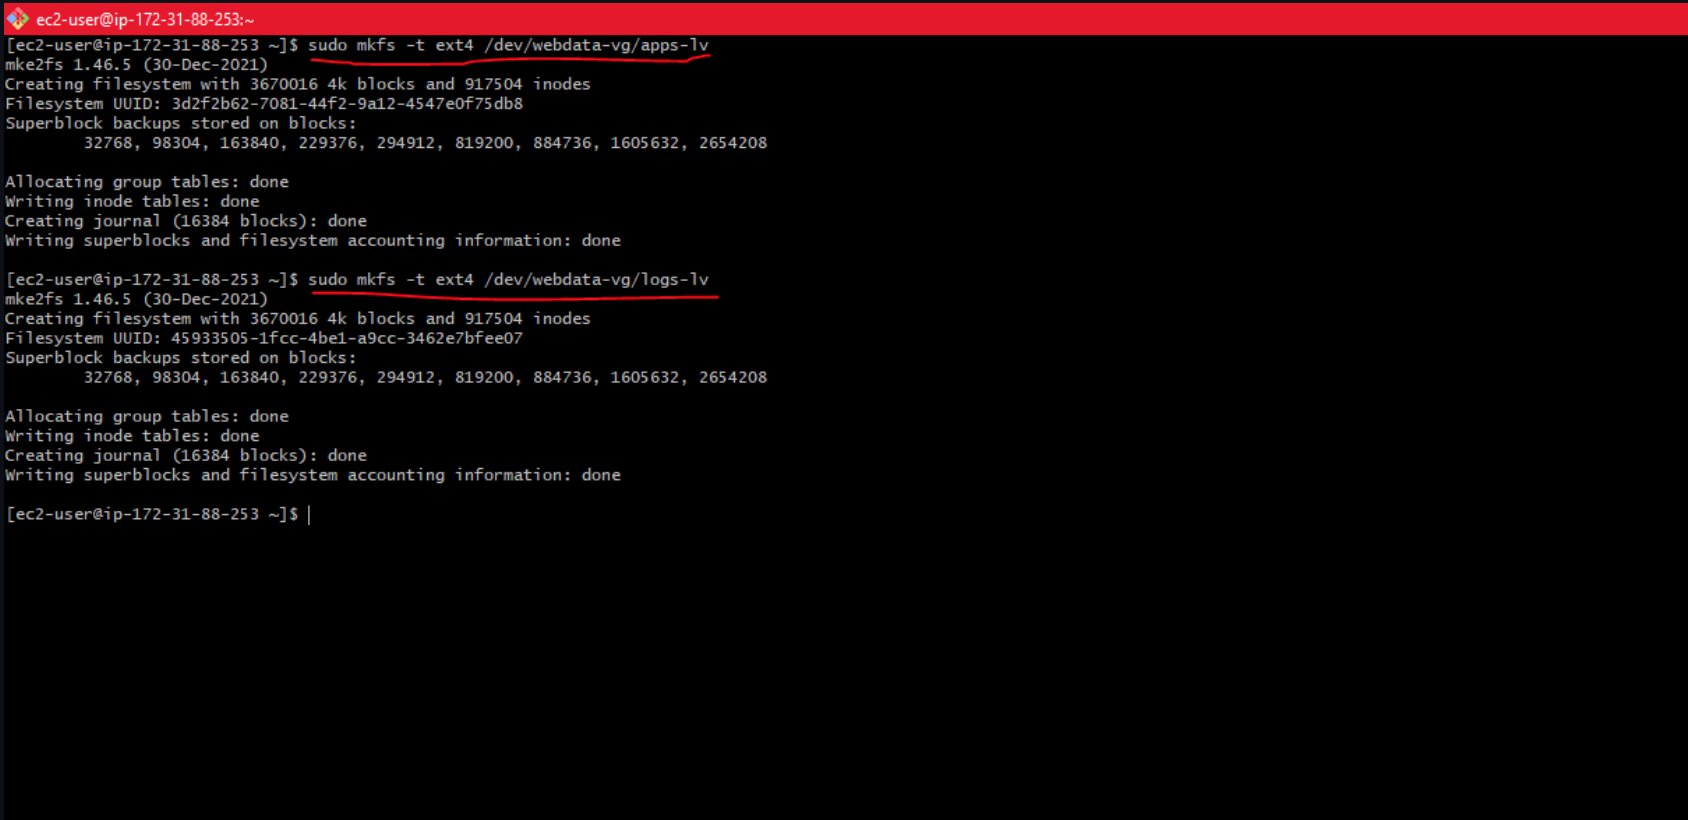 ec2-user@ip-172-31-88-253:~
[ec2-user@ip-172-31-88-253 ~]$ sudo mkfs -t ext4 /dev/webdata-vg/apps-lv
mke2fs 1.46.5 (30-Dec-2021)
Creating filesystem with 3670016 4k blocks and 917504 inodes
Filesystem UUID: 3d2f2b62-7081-44f2-9a12-4547e0f75db8
Superblock backups stored on blocks:
        32768, 98304, 163840, 229376, 294912, 819200, 884736, 1605632, 2654208

Allocating group tables: done
Writing inode tables: done
Creating journal (16384 blocks): done
Writing superblocks and filesystem accounting information: done

[ec2-user@ip-172-31-88-253 ~]$ sudo mkfs -t ext4 /dev/webdata-vg/logs-lv
mke2fs 1.46.5 (30-Dec-2021)
Creating filesystem with 3670016 4k blocks and 917504 inodes
Filesystem UUID: 45933505-1fcc-4be1-a9cc-3462e7bfee07
Superblock backups stored on blocks:
        32768, 98304, 163840, 229376, 294912, 819200, 884736, 1605632, 2654208

Allocating group tables: done
Writing inode tables: done
Creating journal (16384 blocks): done
Writing superblocks and filesystem accounting information: done

[ec2-user@ip-172-31-88-253 ~]$